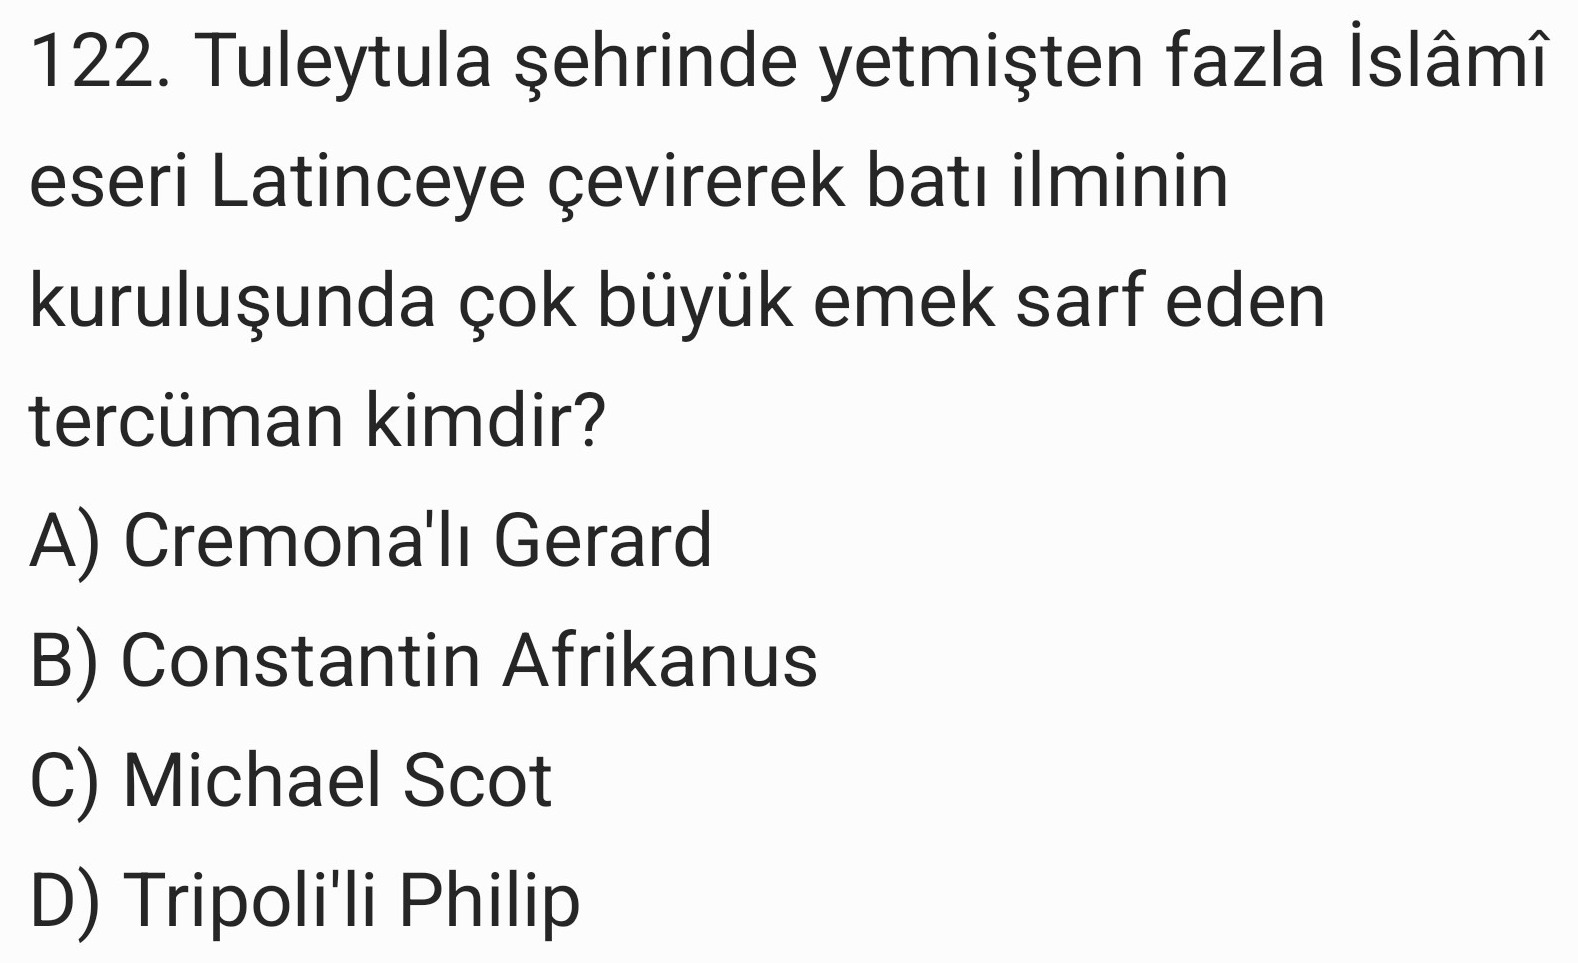 122. Tuleytula şehrinde yetmişten fazla İslâmî
eseri Latinceye çevirerek batı ilminin
kuruluşunda çok büyük emek sarf eden
tercüman kimdir?
A) Cremona'lı Gerard
B) Constantin Afrikanus
C) Michael Scot
D) Tripoli'li Philip